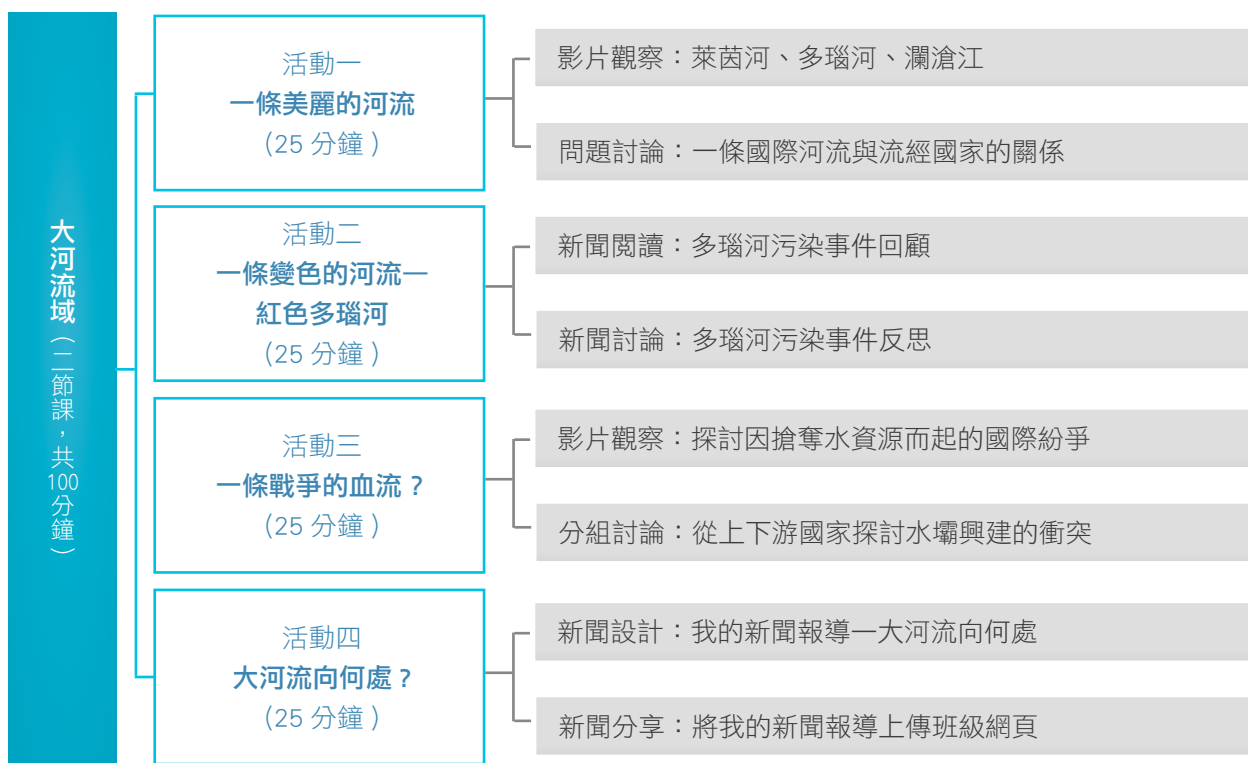 大河流域（二節課，共100分鐘）
活動一
一條美麗的河流
（25 分鐘）
影片觀察：萊茵河、多瑙河、瀾滄江
問題討論：一條國際河流與流經國家的關係
活動二
一條變色的河流—
紅色多瑙河
（25 分鐘）
新聞閱讀：多瑙河污染事件回顧
新聞討論：多瑙河污染事件反思
活動三
一條戰爭的血流？
（25 分鐘）
影片觀察：探討因搶奪水資源而起的國際紛爭
分組討論：從上下游國家探討水壩興建的衝突
活動四
大河流向何處？
（25 分鐘）
新聞設計：我的新聞報導—大河流向何處
新聞分享：將我的新聞報導上傳班級網頁